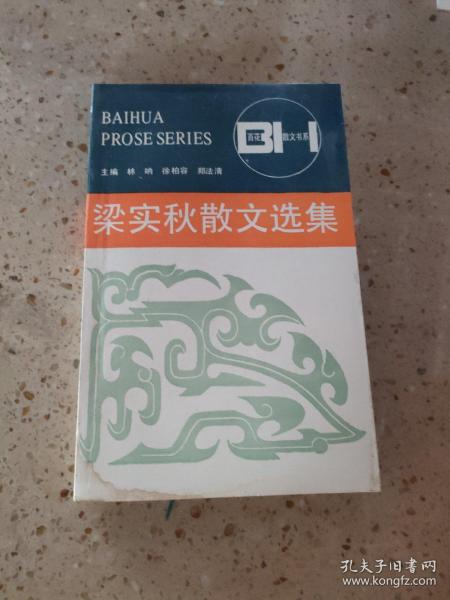 BAIHUA
PROSE SERIES
百花 BH 散文书系
主编 林呐 徐柏容 郑法清
梁实秋散文选集
孔夫子旧书网
www.kongfz.com